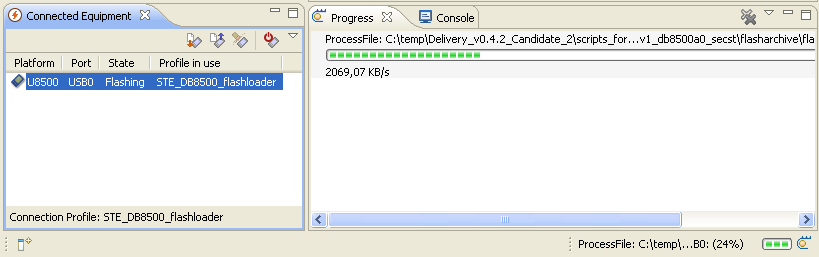 Connected Equipment
Platform Port State Profile in use
U8500 USB0 Flashing STE_DB8500_flashloader
Connection Profile: STE_DB8500_flashloader
Progress Console
ProcessFile: C:\temp\Delivery_v0.4.2_Candidate_2\scripts_for...v1_db8500a0_secst\flasharchive\fla
2069,07 KB/s
ProcessFile: C:\temp\...B0: (24%)